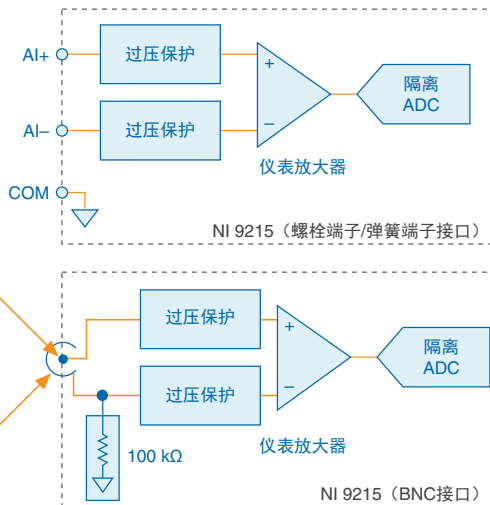 AI+
过压保护
+
隔离
ADC
AI–
过压保护
–
仪表放大器
COM
NI 9215（螺栓端子/弹簧端子接口）
过压保护
+
隔离
ADC
过压保护
–
100 kΩ
仪表放大器
NI 9215（BNC接口）